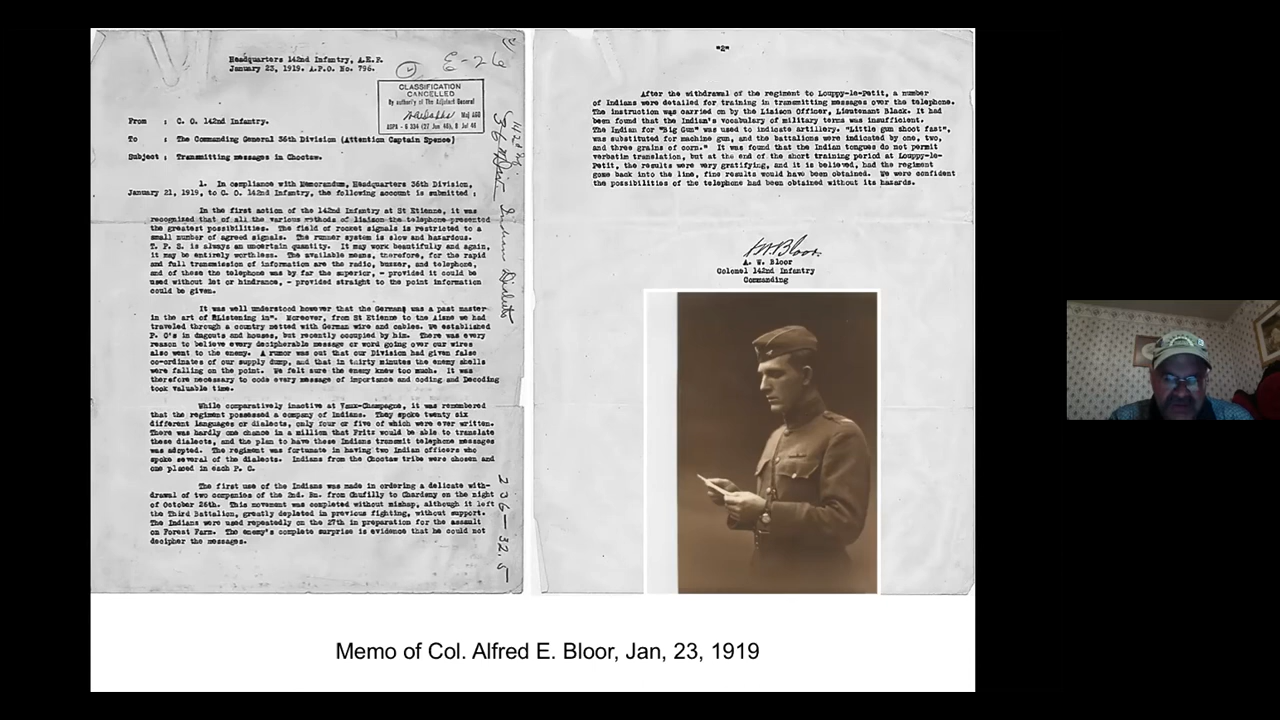 Headquarters 142nd Infantry, A.E.F.
January 23, 1919. A.P.O. No. 796.
CLASSIFICATION
CANCELLED
By authority of The Adjutant General
From : C. O. 142nd Infantry.
To : The Commanding General 36th Division (Attention Captain Spence)
Subject : Transmitting messages in Choctaw.
1. In compliance with Memorandum, Headquarters 36th Division,
January 21, 1919, to C. O. 142nd Infantry, the following account is submitted :
In the first action of the 142nd Infantry at St Etienne, it was
recognized that of all the various methods of liaison the telephone presented
the greatest possibilities. The field of rocket signals is restricted to a
small number of agreed signals. The runner system is slow and hazardous.
T. P. S. is always an uncertain quantity. It may work beautifully and again,
it may be entirely worthless. The available means, therefore, for the rapid
and full transmission of information are the radio, buzzer, and telephone,
and of these the telephone was by far the superior, - provided it could be
used without let or hindrance, - provided straight to the point information
could be given.
It was well understood however that the German was a past master
in the art of "Listening in". Moreover, from St Etienne to the Aisne we had
traveled through a country netted with German wire and cables. We established
P. C's in dugouts and houses, but recently occupied by him. There was every
reason to believe every decipherable message or word going over our wires
also went to the enemy. A rumor was out that our Division had given false
co-ordinates of our supply dump, and that in thirty minutes the enemy shells
were falling on the point. We felt sure the enemy knew too much. It was
therefore necessary to code every message of importance and coding and Decoding
took valuable time.
While comparatively inactive at Vaux-Champagne, it was remembered
that the regiment possessed a company of Indians. They spoke twenty six
different languages or dialects, only four or five of which were ever written.
There was hardly one chance in a million that Fritz would be able to translate
these dialects, and the plan to have these Indians transmit telephone messages
was adopted. The regiment was fortunate in having two Indian officers who
spoke several of the dialects. Indians from the Choctaw tribe were chosen and
one placed in each P. C.
The first use of the Indians was made in ordering a delicate with-
drawal of two companies of the 2nd. Bn. from Chufilly to Chardeny on the night
of October 26th. This movement was completed without mishap, although it left
the Third Battalion, greatly depleted in previous fighting, without support.
The Indians were used repeatedly on the 27th in preparation for the assault
on Forest Farm. The enemy's complete surprise is evidence that he could not
decipher the messages.
236-32.5
"2"
After the withdrawal of the regiment to Louppy-le-Petit, a number
of Indians were detailed for training in transmitting messages over the telephone.
The instruction was carried on by the Liaison Officer, Lieutenant Black. It had
been found that the Indian's vocabulary of military terms was insufficient.
The Indian for "Big Gun" was used to indicate artillery. "Little gun shoot fast",
was substituted for machine gun, and the battalions were indicated by one, two,
and three grains of corn." It was found that the Indian tongues do not permit
verbatim translation, but at the end of the short training period at Louppy-le-
Petit, the results were very gratifying, and it is believed, had the regiment
gone back into the line, fine results would have been obtained. We were confident
the possibilities of the telephone had been obtained without its hazards.
A. W. Bloor
Colonel 142nd Infantry
Commanding
Memo of Col. Alfred E. Bloor, Jan, 23, 1919